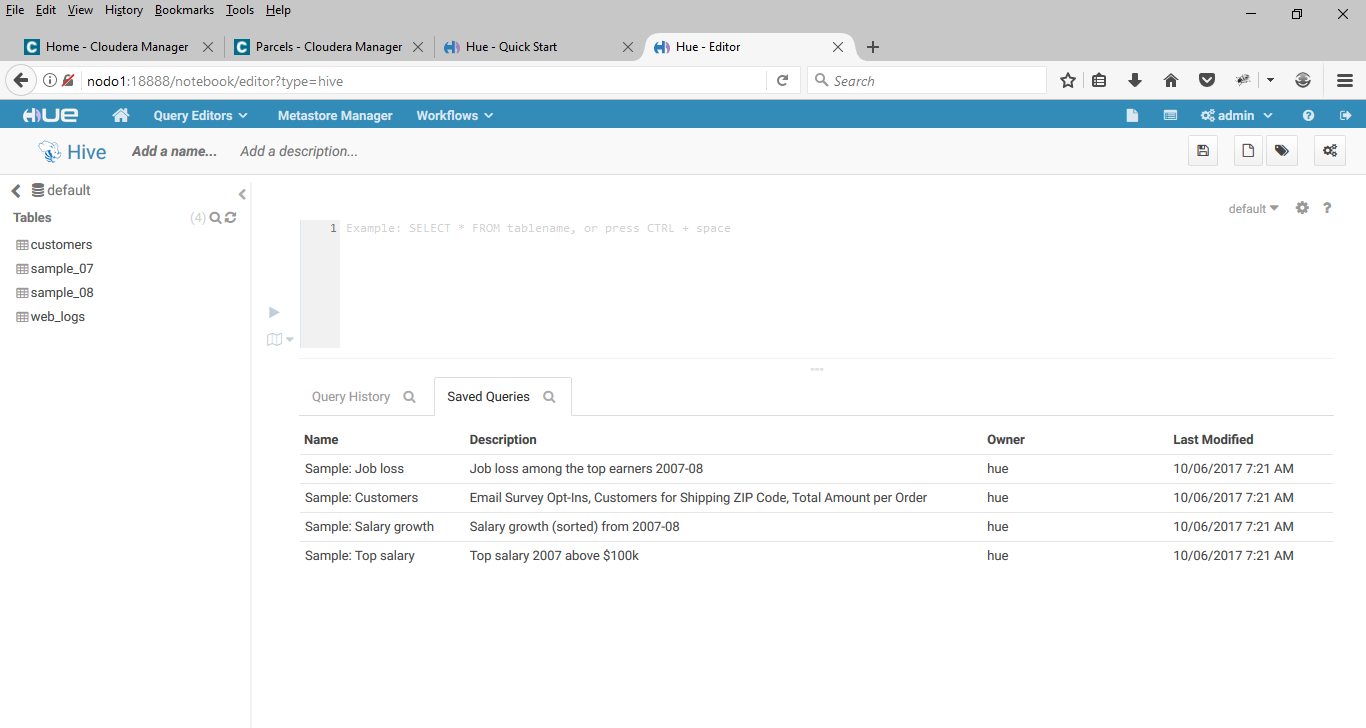 File Edit View History Bookmarks Tools Help
Home - Cloudera Manager Parcels - Cloudera Manager Hue - Quick Start Hue - Editor
nodo1:18888/notebook/editor?type=hive Search
HUE Query Editors Metastore Manager Workflows admin
Hive Add a name... Add a description...
default
default ?
Tables (4)
1 Example: SELECT * FROM tablename, or press CTRL + space
customers
sample_07
sample_08
web_logs
Query History Saved Queries
Name Description Owner Last Modified
Sample: Job loss Job loss among the top earners 2007-08 hue 10/06/2017 7:21 AM
Sample: Customers Email Survey Opt-Ins, Customers for Shipping ZIP Code, Total Amount per Order hue 10/06/2017 7:21 AM
Sample: Salary growth Salary growth (sorted) from 2007-08 hue 10/06/2017 7:21 AM
Sample: Top salary Top salary 2007 above $100k hue 10/06/2017 7:21 AM